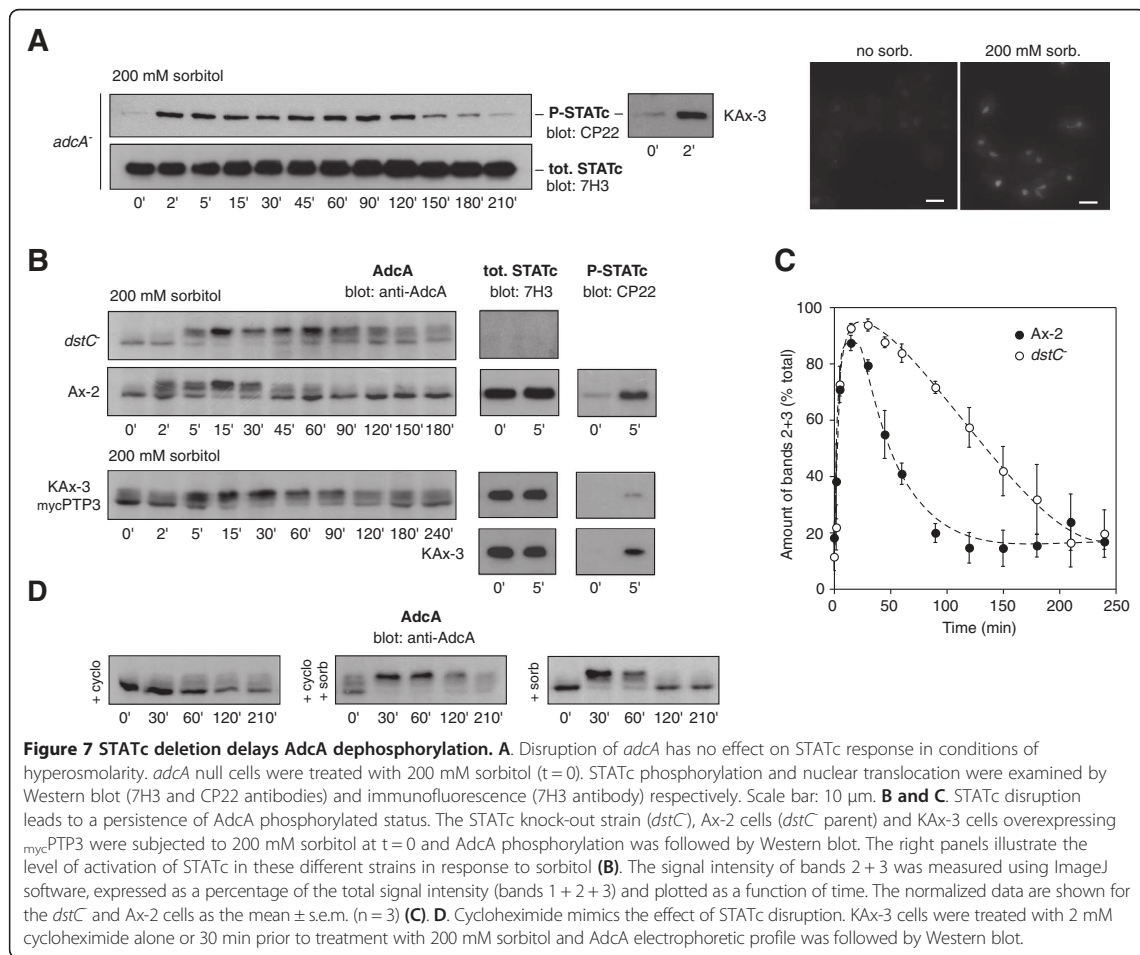 A
200 mM sorbitol
no sorb.
200 mM sorb.
adcA-
P-STATc
blot: CP22
KAx-3
0' 2'
tot. STATc
blot: 7H3
0' 2' 5' 15' 30' 45' 60' 90' 120' 150' 180' 210'
B
AdcA
blot: anti-AdcA
tot. STATc
blot: 7H3
P-STATc
blot: CP22
200 mM sorbitol
dstC-
Ax-2
0' 2' 5' 15' 30' 45' 60' 90' 120' 150' 180'
0' 5'
0' 5'
200 mM sorbitol
KAx-3
mycPTP3
0' 2' 5' 15' 30' 60' 90' 120' 180' 240'
KAx-3
0' 5'
0' 5'
C
Amount of bands 2+3 (% total)
100
80
60
40
20
0
Ax-2
dstC-
0 50 100 150 200 250
Time (min)
D
AdcA
blot: anti-AdcA
+ cyclo
0' 30' 60' 120' 210'
+ cyclo
+ sorb
0' 30' 60' 120' 210'
+ sorb
0' 30' 60' 120' 210'
Figure 7 STATc deletion delays AdcA dephosphorylation. A. Disruption of adcA has no effect on STATc response in conditions of
hyperosmolarity. adcA null cells were treated with 200 mM sorbitol (t = 0). STATc phosphorylation and nuclear translocation were examined by
Western blot (7H3 and CP22 antibodies) and immunofluorescence (7H3 antibody) respectively. Scale bar: 10 μm. B and C. STATc disruption
leads to a persistence of AdcA phosphorylated status. The STATc knock-out strain (dstC-), Ax-2 cells (dstC- parent) and KAx-3 cells overexpressing
mycPTP3 were subjected to 200 mM sorbitol at t = 0 and AdcA phosphorylation was followed by Western blot. The right panels illustrate the
level of activation of STATc in these different strains in response to sorbitol (B). The signal intensity of bands 2 + 3 was measured using ImageJ
software, expressed as a percentage of the total signal intensity (bands 1 + 2 + 3) and plotted as a function of time. The normalized data are shown for
the dstC- and Ax-2 cells as the mean ± s.e.m. (n = 3) (C). D. Cycloheximide mimics the effect of STATc disruption. KAx-3 cells were treated with 2 mM
cycloheximide alone or 30 min prior to treatment with 200 mM sorbitol and AdcA electrophoretic profile was followed by Western blot.